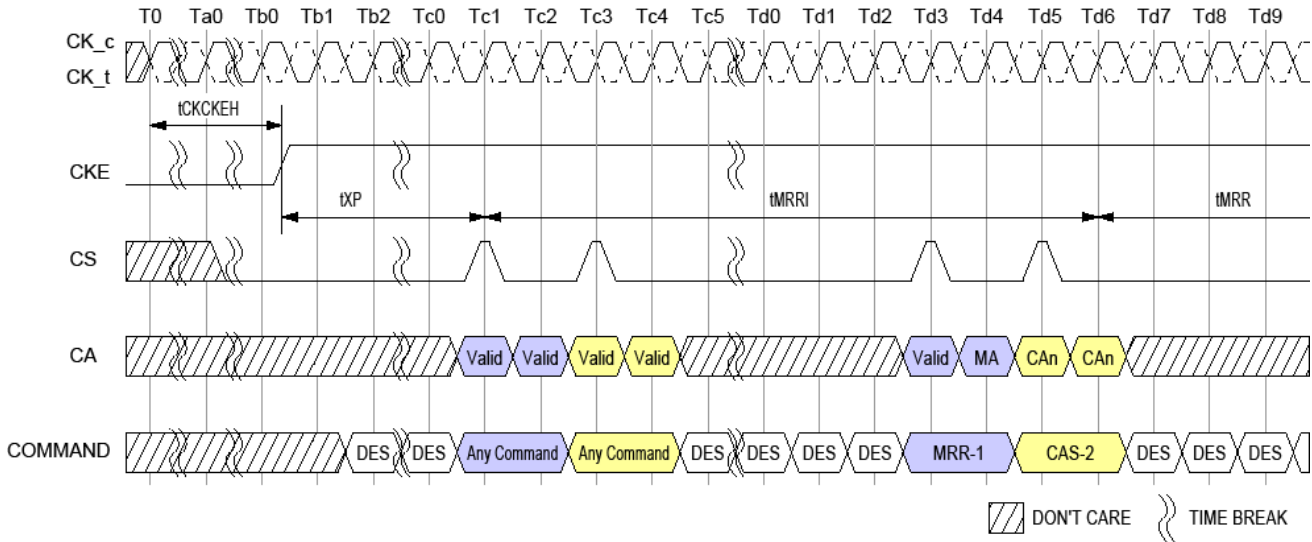 T0 Ta0 Tb0 Tb1 Tb2 Tc0 Tc1 Tc2 Tc3 Tc4 Tc5 Td0 Td1 Td2 Td3 Td4 Td5 Td6 Td7 Td8 Td9
CK_c
CK_t
tCKCKEH
CKE
tXP tMRRI tMRR
CS
CA Valid Valid Valid Valid Valid MA CAn CAn
COMMAND DES DES Any Command Any Command DES DES DES DES MRR-1 CAS-2 DES DES DES
DON'T CARE TIME BREAK